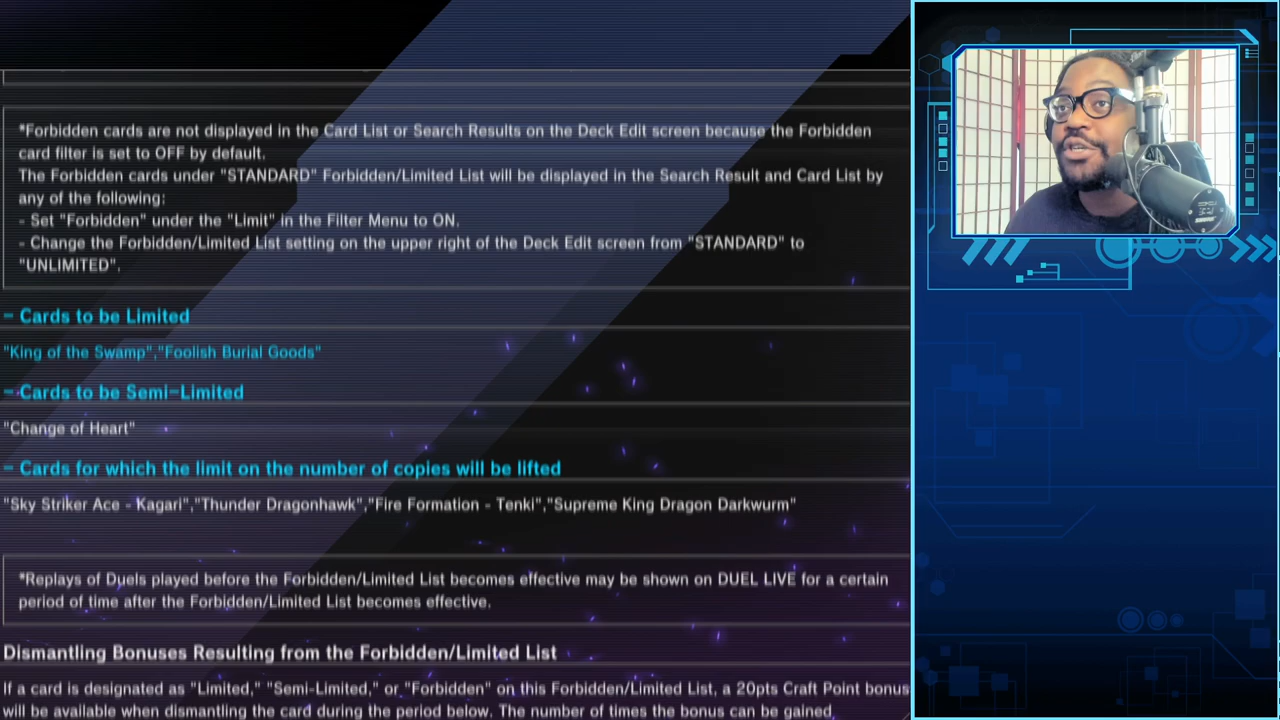 *Forbidden cards are not displayed in the Card List or Search Results on the Deck Edit screen because the Forbidden
card filter is set to OFF by default.
The Forbidden cards under "STANDARD" Forbidden/Limited List will be displayed in the Search Result and Card List by
any of the following:
- Set "Forbidden" under the "Limit" in the Filter Menu to ON.
- Change the Forbidden/Limited List setting on the upper right of the Deck Edit screen from "STANDARD" to
"UNLIMITED".
- Cards to be Limited
"King of the Swamp","Foolish Burial Goods"
- Cards to be Semi-Limited
"Change of Heart"
- Cards for which the limit on the number of copies will be lifted
"Sky Striker Ace - Kagari","Thunder Dragonhawk","Fire Formation - Tenki","Supreme King Dragon Darkwurm"
*Replays of Duels played before the Forbidden/Limited List becomes effective may be shown on DUEL LIVE for a certain
period of time after the Forbidden/Limited List becomes effective.
Dismantling Bonuses Resulting from the Forbidden/Limited List
If a card is designated as "Limited," "Semi-Limited," or "Forbidden" on this Forbidden/Limited List, a 20pts Craft Point bonus
will be available when dismantling the card during the period below. The number of times the bonus can be gained